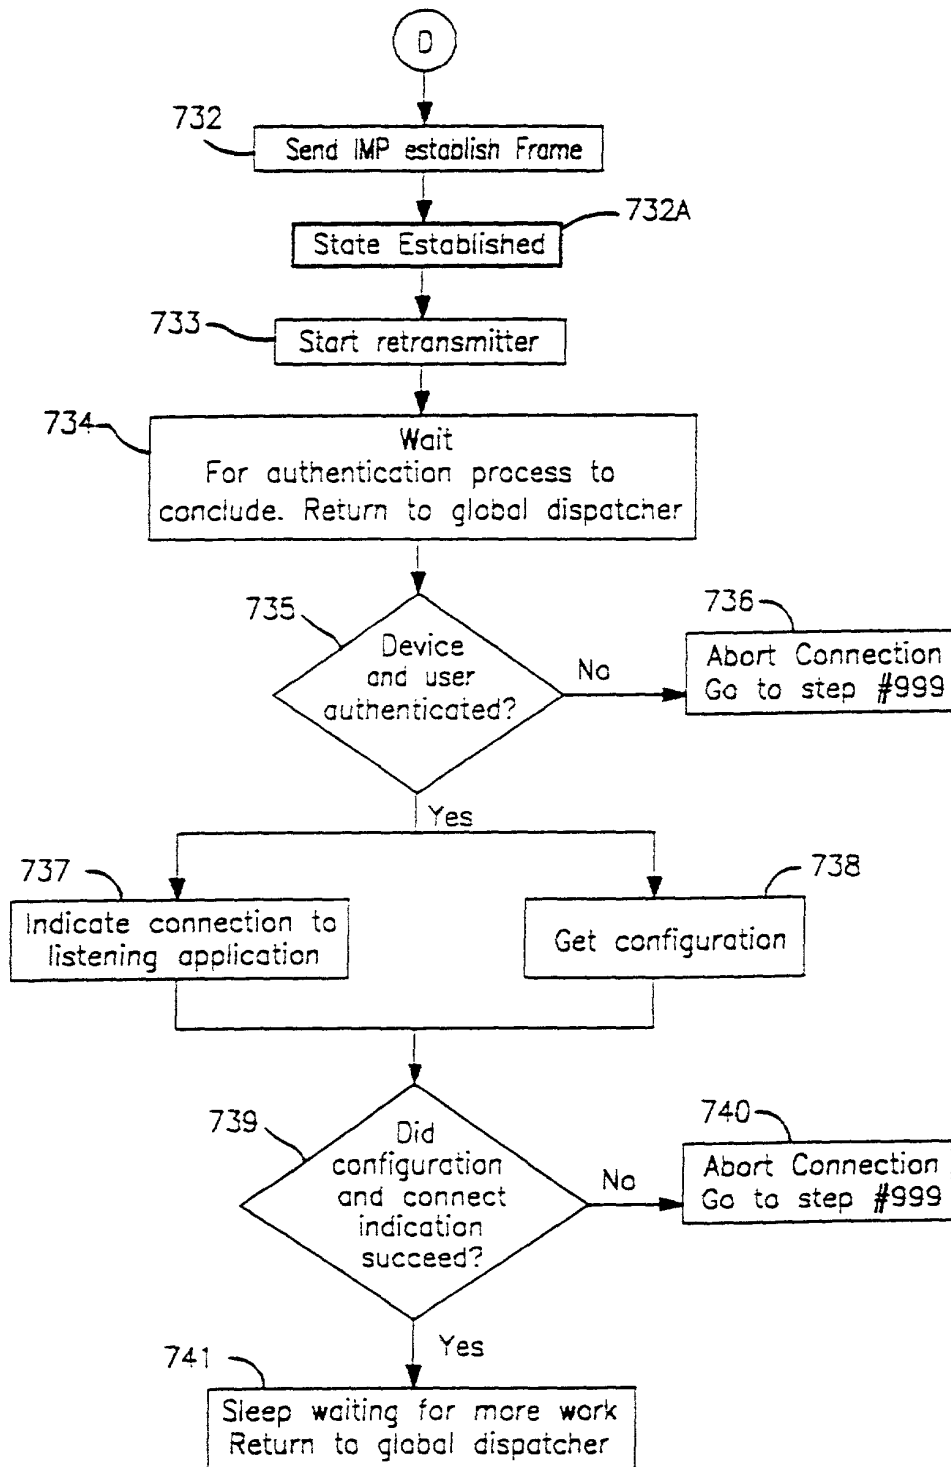 D
732
Send IMP establish Frame
732A
State Established
733
Start retransmitter
734
Wait
For authentication process to
conclude. Return to global dispatcher
735
Device
and user
authenticated?
No
736
Abort Connection
Go to step #999
Yes
737
Indicate connection to
listening application
738
Get configuration
739
Did
configuration
and connect
indication
succeed?
No
740
Abort Connection
Go to step #999
Yes
741
Sleep waiting for more work
Return to global dispatcher